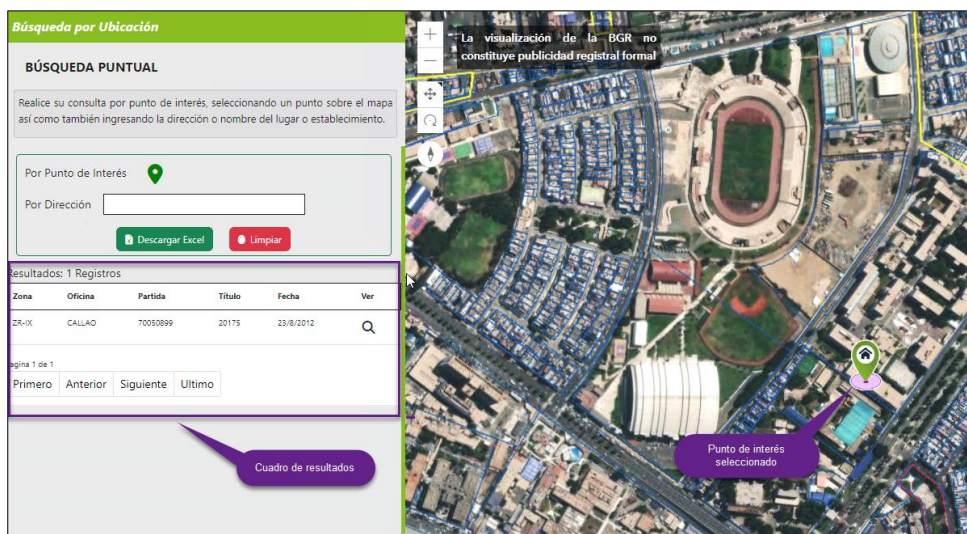 Búsqueda por Ubicación
BÚSQUEDA PUNTUAL
Realice su consulta por punto de interés, seleccionando un punto sobre el mapa
así como también ingresando la dirección o nombre del lugar o establecimiento.
Por Punto de Interés
Por Dirección
Descargar Excel Limpiar
Resultados: 1 Registros
Zona Oficina Partida Título Fecha Ver
ZR-IX CALLAO 70050899 20175 23/8/2012
agina 1 de 1
Primero Anterior Siguiente Ultimo
Cuadro de resultados
La visualización de la BGR no
constituye publicidad registral formal
Punto de interés
seleccionado